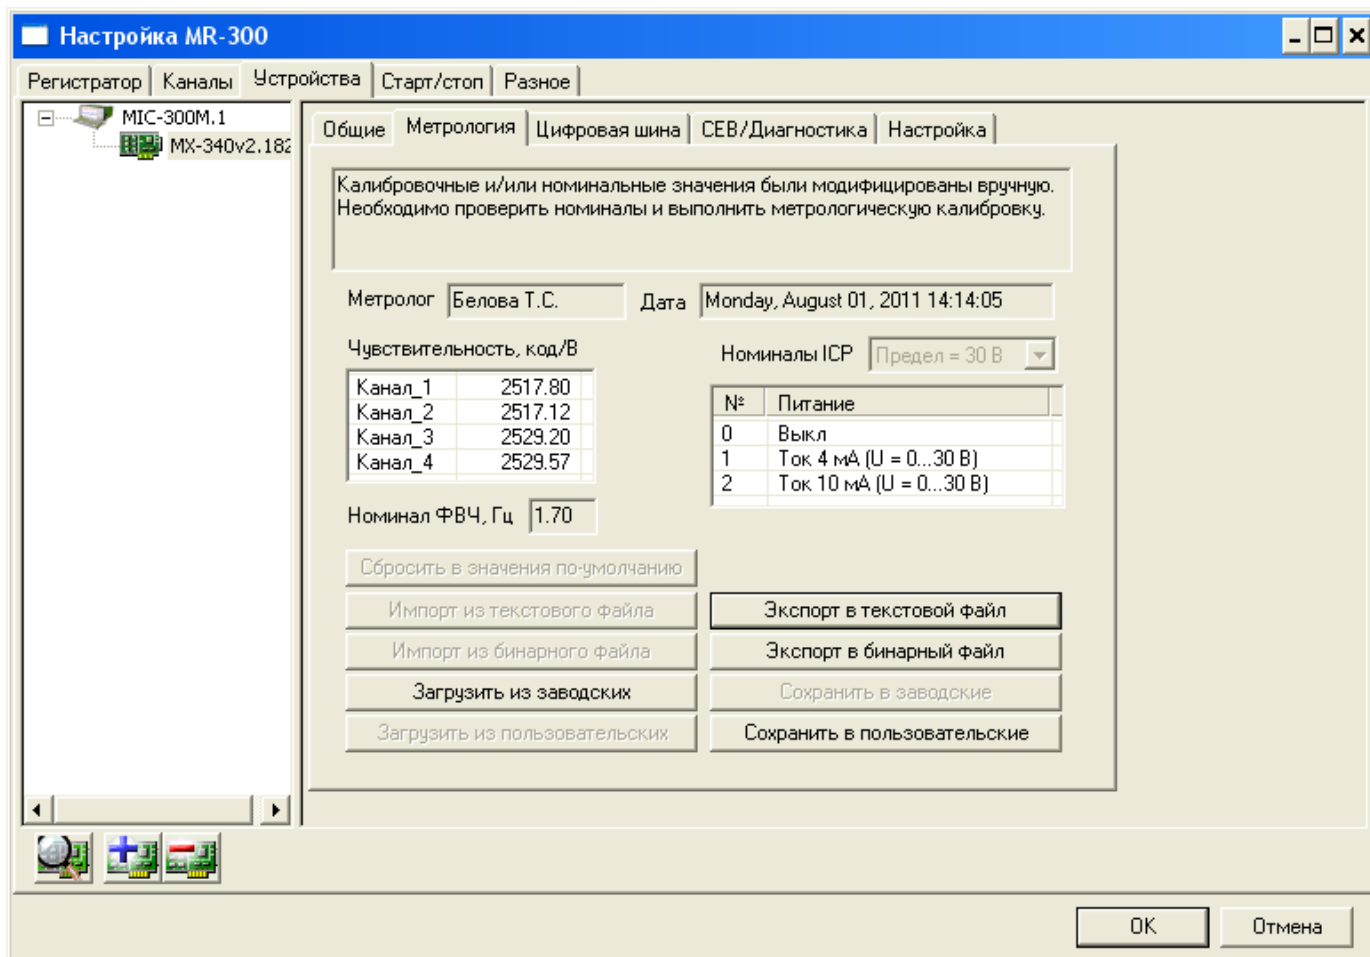 Настройка MR-300
Регистратор Каналы Устройства Старт/стоп Разное
MIC-300M.1
MX-340v2.182
Общие Метрология Цифровая шина СЕВ/Диагностика Настройка
Калибровочные и/или номинальные значения были модифицированы вручную.
Необходимо проверить номиналы и выполнить метрологическую калибровку.
Метролог Белова Т.С. Дата Monday, August 01, 2011 14:14:05
Чувствительность, код/В
Канал_1 2517.80
Канал_2 2517.12
Канал_3 2529.20
Канал_4 2529.57
Номинал ФВЧ, Гц 1.70
Номиналы ICP Предел = 30 В
№ Питание
0 Выкл
1 Ток 4 мА (U = 0...30 В)
2 Ток 10 мА (U = 0...30 В)
Сбросить в значения по-умолчанию
Импорт из текстового файла Экспорт в текстовой файл
Импорт из бинарного файла Экспорт в бинарный файл
Загрузить из заводских Сохранить в заводские
Загрузить из пользовательских Сохранить в пользовательские
OK Отмена